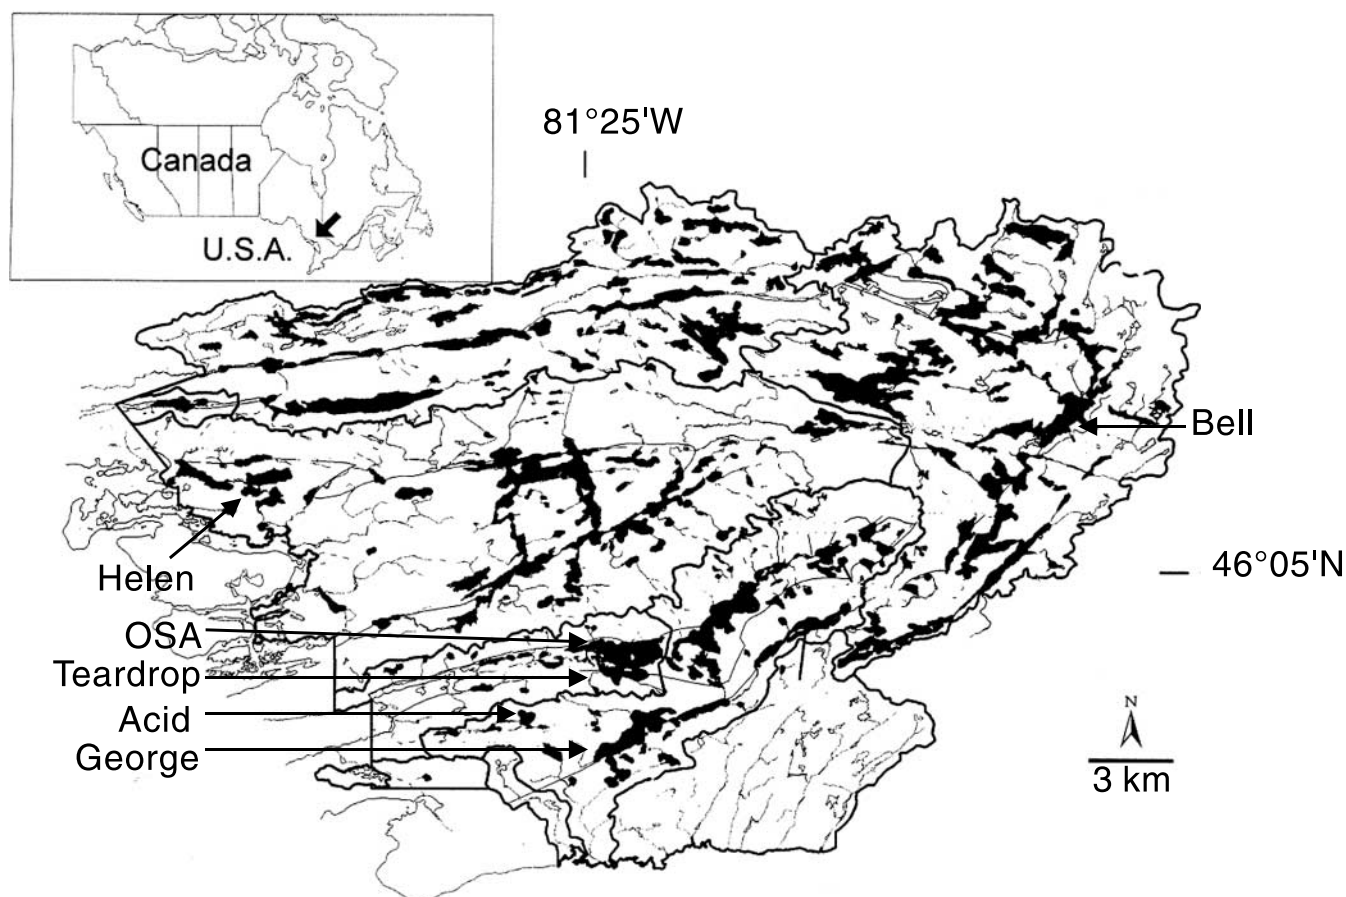 Canada
U.S.A.
81°25'W
Bell
46°05'N
Helen
OSA
Teardrop
Acid
George
N
3 km